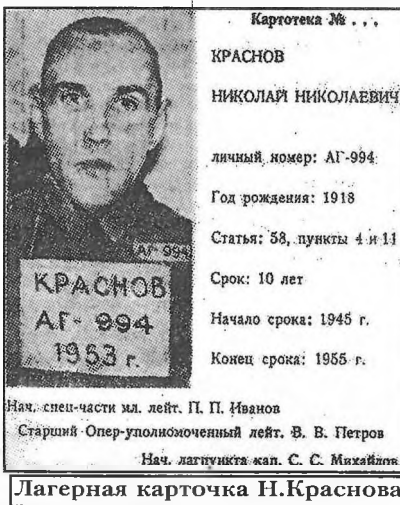 Картотека № . . .
КРАСНОВ
НИКОЛАЙ НИКОЛАЕВИЧ
личный номер: АГ-994
Год рождения: 1918
Статья: 58, пункты 4 и 11
Срок: 10 лет
Начало срока: 1945 г.
Конец срока: 1955 г.
АГ-994
КРАСНОВ
АГ-994
1953 г.
Нач. спец-части мл. лейт. П. П. Иванов
Старший Опер-уполномоченный лейт. В. В. Петров
Нач. лагпункта кап. С. С. Михайлов
Лагерная карточка Н.Краснова